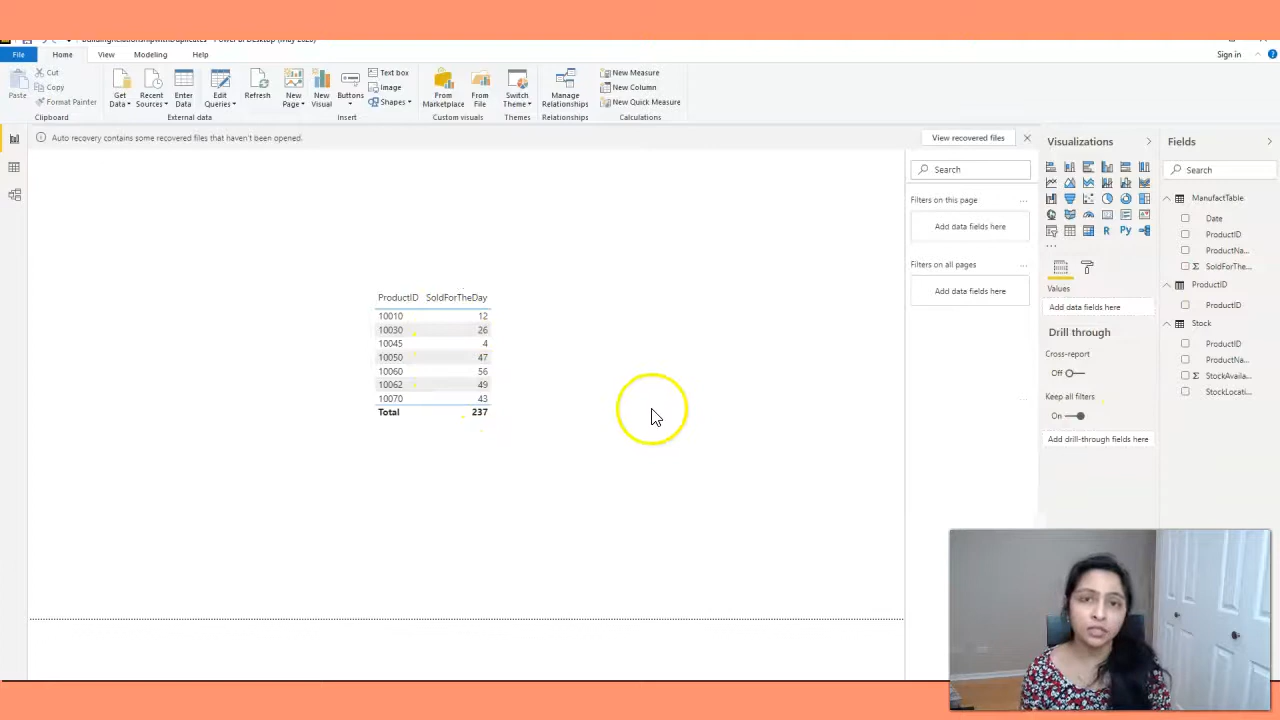 File Home View Modeling Help Sign in
Paste Cut Copy Format Painter
Clipboard
Get Data Recent Sources Enter Data Edit Queries Refresh
External data
New Page New Visual Buttons Text box Image Shapes
Insert
From Marketplace From File
Custom visuals
Switch Theme
Themes
Manage Relationships
Relationships
New Measure New Column New Quick Measure
Calculations
Auto recovery contains some recovered files that haven't been opened. View recovered files
ProductID SoldForTheDay
10010 12
10030 26
10045 4
10050 47
10060 56
10062 49
10070 43
Total 237
Search
Filters on this page ...
Add data fields here
Filters on all pages ...
Add data fields here
Visualizations
R Py
...
Values
Add data fields here
Drill through
Cross-report
Off
Keep all filters
On
Add drill-through fields here
Fields
Search
ManufactTable
Date
ProductID
ProductNa...
Σ SoldForThe...
ProductID
ProductID
Stock
ProductID
ProductNa...
Σ StockAvaila...
StockLocati...